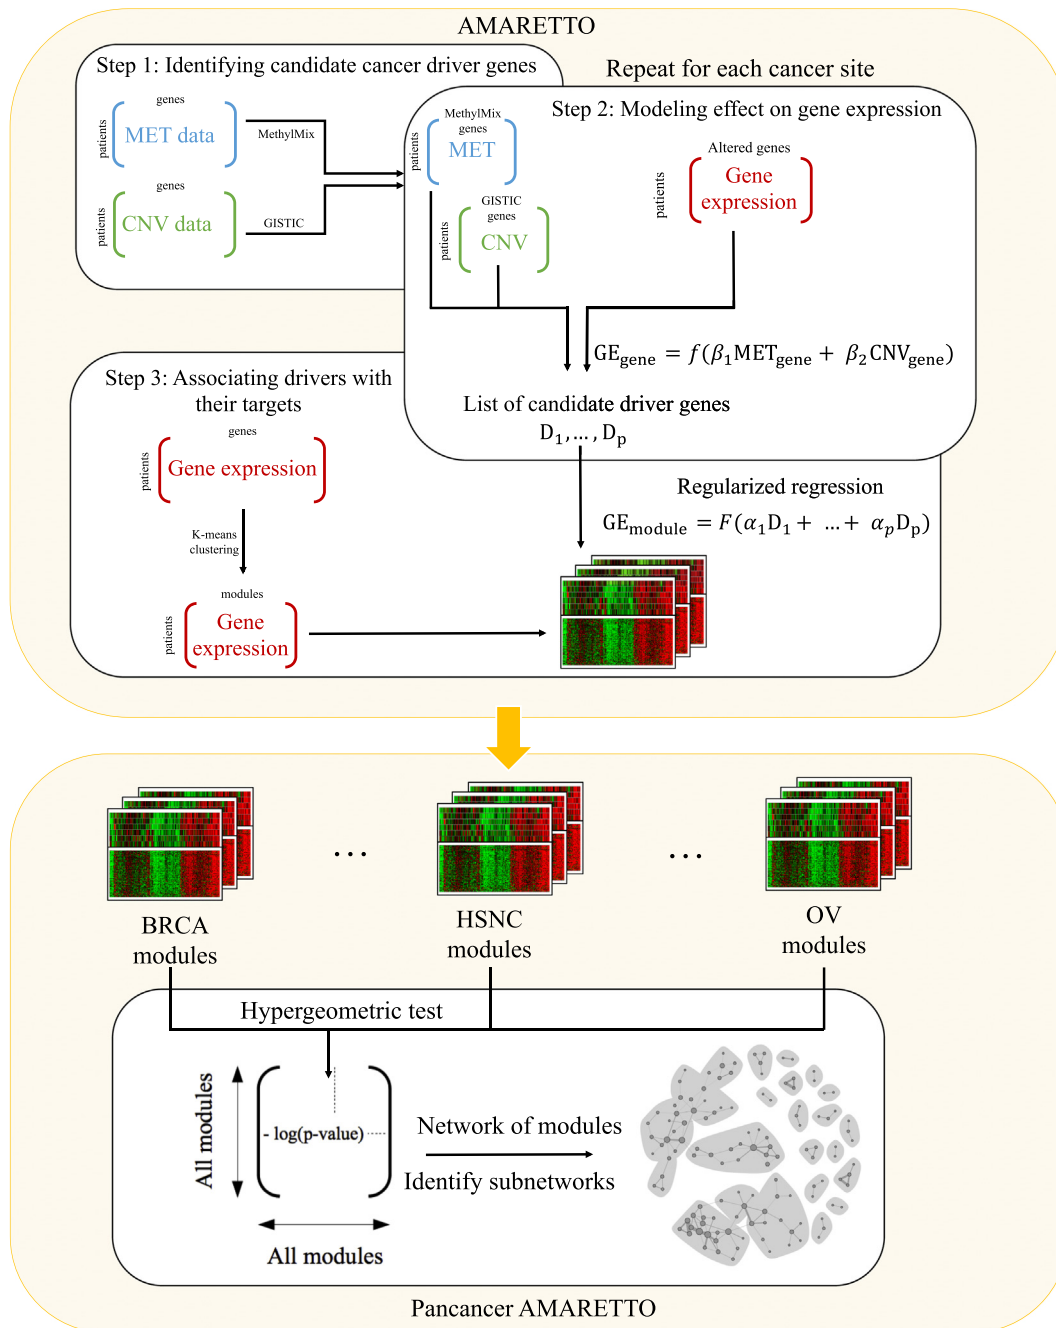 AMARETTO
Step 1: Identifying candidate cancer driver genes
genes
patients
MET data
MethylMix
genes
patients
CNV data
GISTIC
Repeat for each cancer site
Step 2: Modeling effect on gene expression
MethylMix
genes
patients
MET
GISTIC
genes
patients
CNV
Altered genes
patients
Gene
expression
GE_gene = f(β₁MET_gene + β₂CNV_gene)
List of candidate driver genes
D₁,…,D_p
Step 3: Associating drivers with
their targets
genes
patients
Gene expression
K-means
clustering
modules
patients
Gene
expression
Regularized regression
GE_module = F(α₁D₁ + …+ α_pD_p)
BRCA
modules
…
HSNC
modules
…
OV
modules
Hypergeometric test
All modules
- log(p-value)
All modules
Network of modules
Identify subnetworks
Pancancer AMARETTO